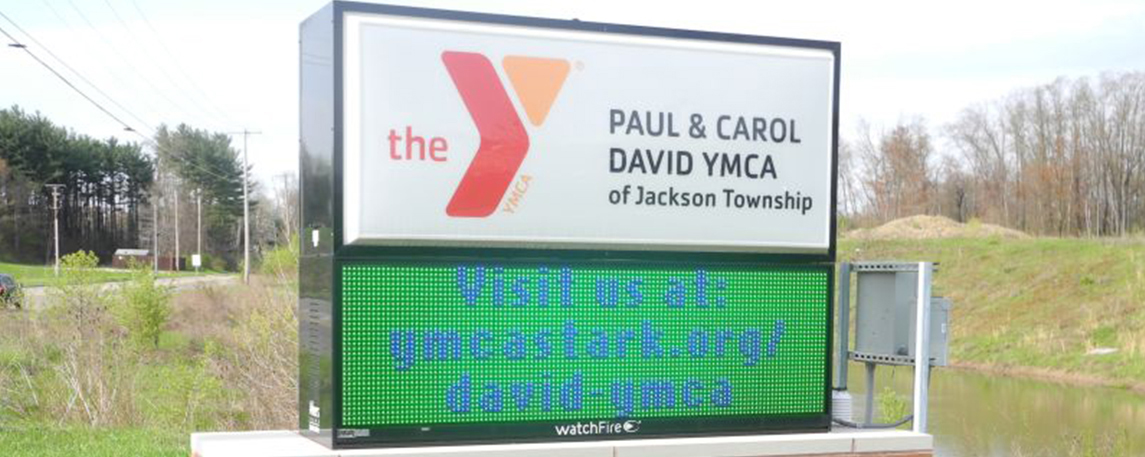 the
YMCA
PAUL & CAROL
DAVID YMCA
of Jackson Township
Visit us at:
ymcastark.org/
david-ymca
watchFire